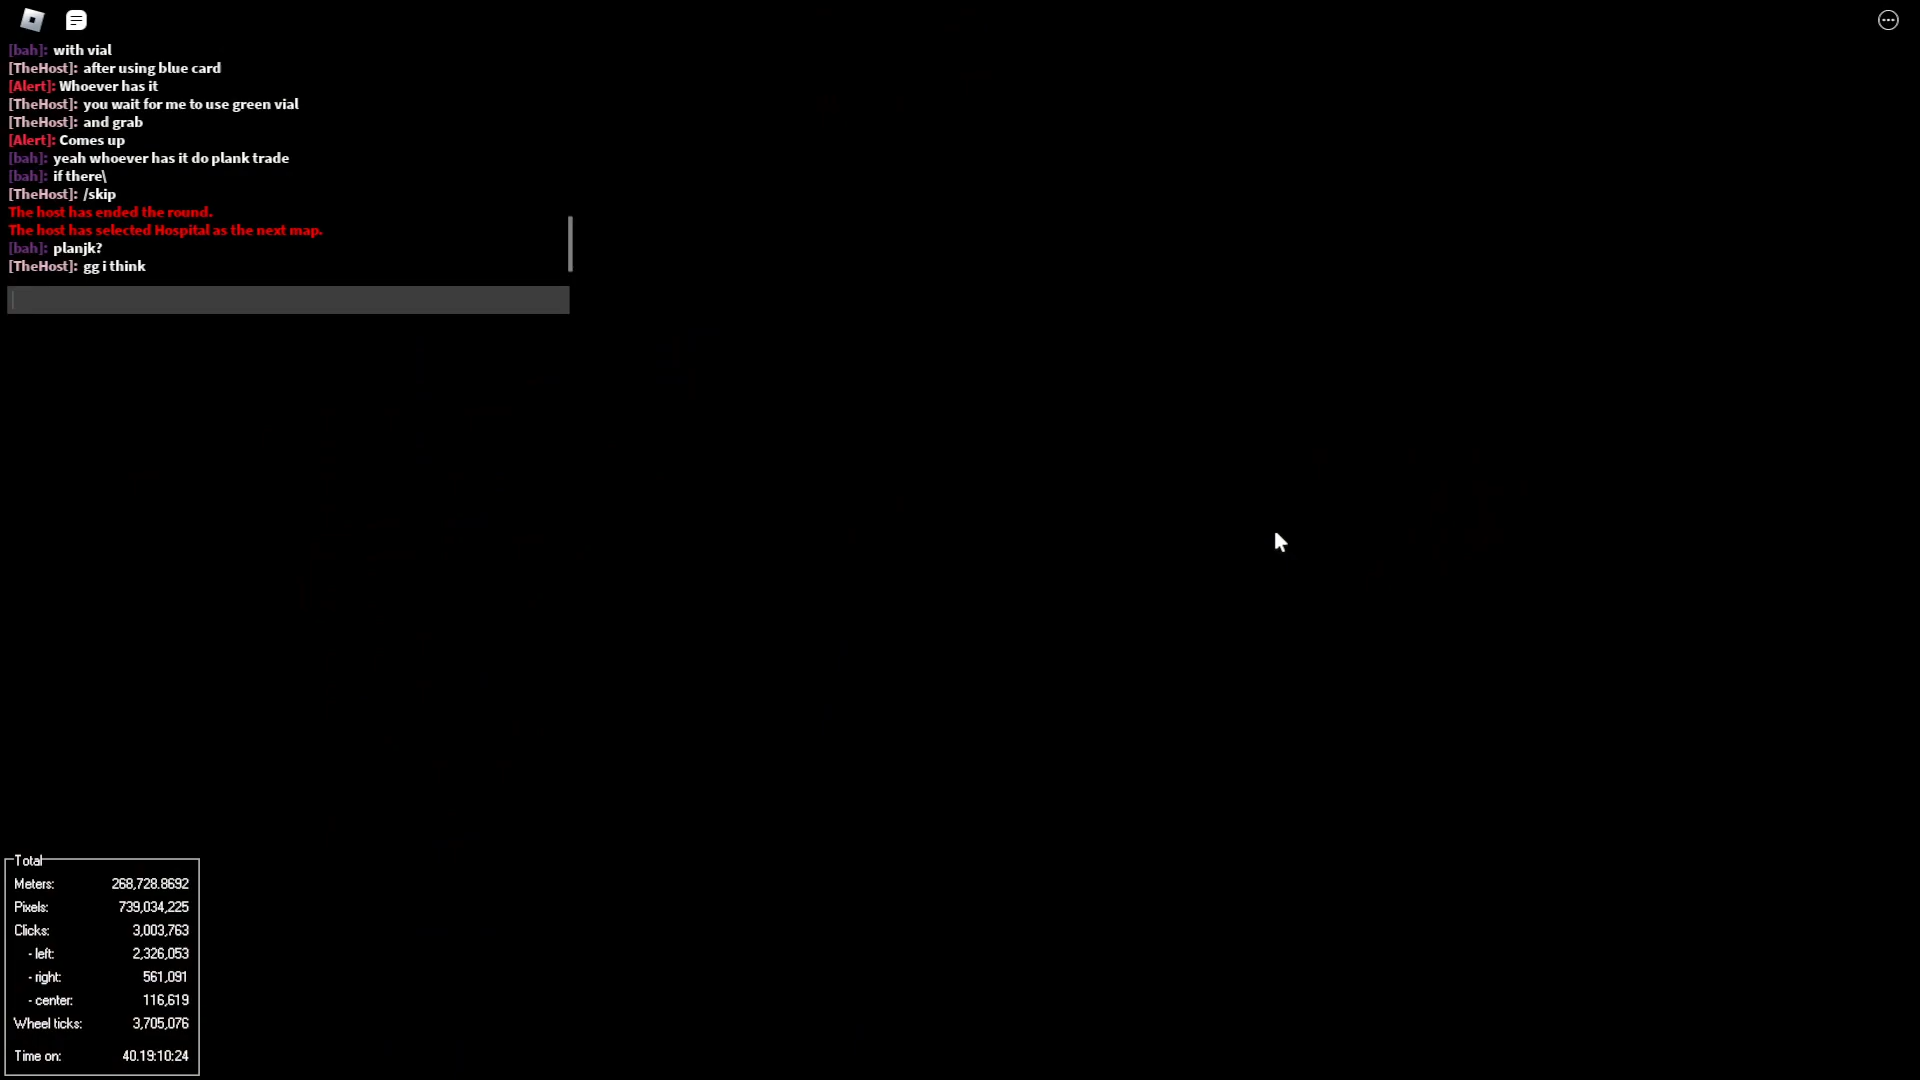 [bah]: with vial
[TheHost]: after using blue card
[Alert]: Whoever has it
[TheHost]: you wait for me to use green vial
[TheHost]: and grab
[Alert]: Comes up
[bah]: yeah whoever has it do plank trade
[bah]: if there\
[TheHost]: /skip
The host has ended the round.
The host has selected Hospital as the next map.
[bah]: planjk?
[TheHost]: gg i think
Total
Meters: 268,728.8692
Pixels: 739,034,225
Clicks: 3,003,763
- left: 2,326,053
- right: 561,091
- center: 116,619
Wheel ticks: 3,705,076
Time on: 40.19:10:24